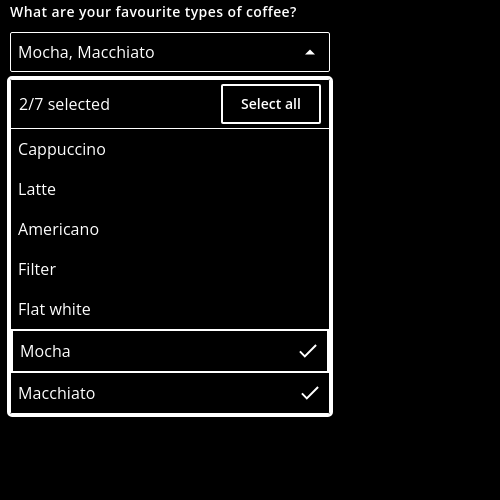 What are your favourite types of coffee?
Mocha, Macchiato
2/7 selected Select all
Cappuccino
Latte
Americano
Filter
Flat white
Mocha
Macchiato